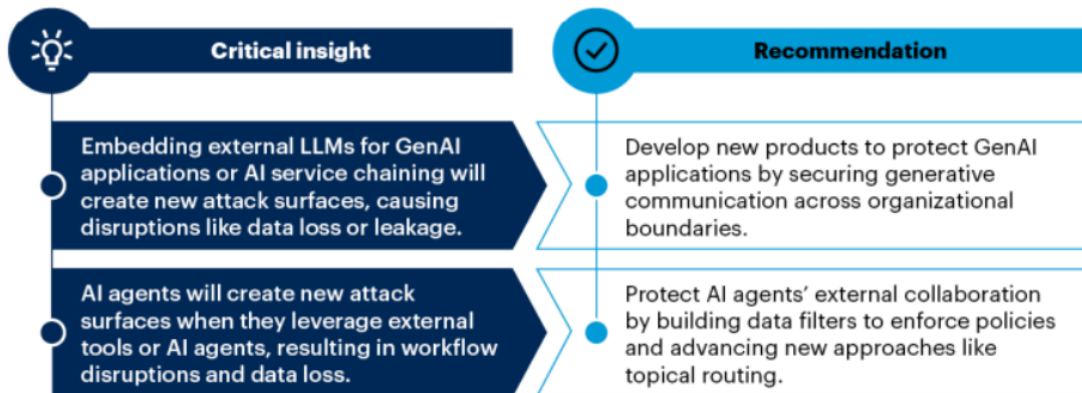 Critical insight
Recommendation
Embedding external LLMs for GenAI
applications or AI service chaining will
create new attack surfaces, causing
disruptions like data loss or leakage.
Develop new products to protect GenAI
applications by securing generative
communication across organizational
boundaries.
AI agents will create new attack
surfaces when they leverage external
tools or AI agents, resulting in workflow
disruptions and data loss.
Protect AI agents’ external collaboration
by building data filters to enforce policies
and advancing new approaches like
topical routing.